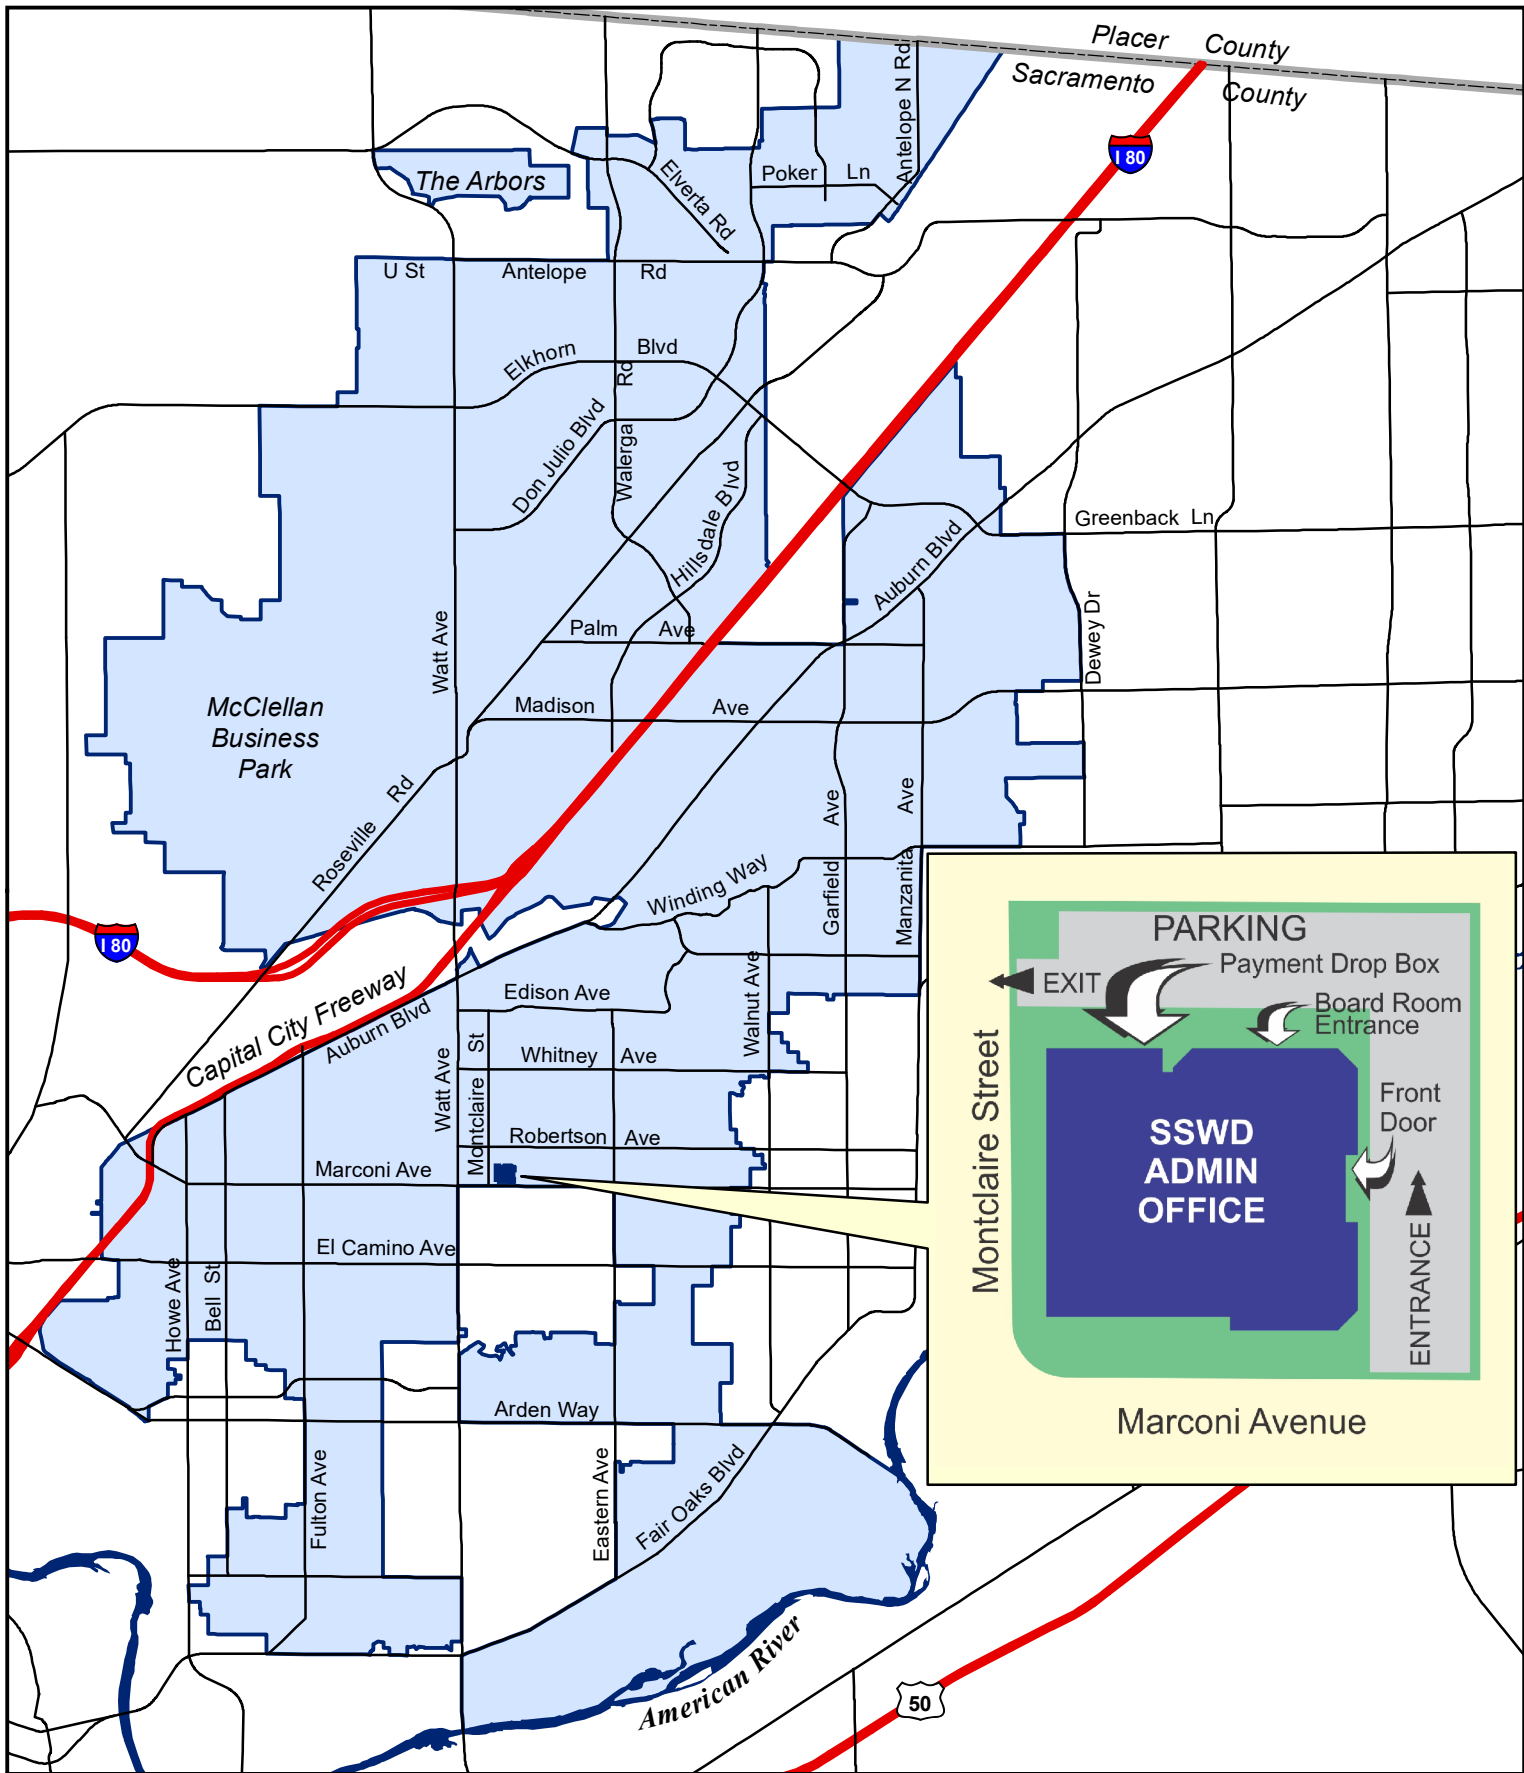 Placer County
Sacramento County
Antelope N Rd
I 80
The Arbors
Elverta Rd
Poker Ln
U St
Antelope Rd
Elkhorn Blvd
Walerga Rd
Don Julio Blvd
Hillsdale Blvd
Greenback Ln
Auburn Blvd
Dewey Dr
Watt Ave
Palm Ave
McClellan
Business
Park
Madison Ave
Roseville Rd
Garfield Ave
Manzanita Ave
Winding Way
I 80
Capital City Freeway
Auburn Blvd
Edison Ave
Walnut Ave
Watt Ave
Montclaire St
Whitney Ave
Robertson Ave
Marconi Ave
El Camino Ave
Howe Ave
Bell St
Arden Way
Fulton Ave
Eastern Ave
Fair Oaks Blvd
American River
50
PARKING
Payment Drop Box
EXIT
Board Room
Entrance
Montclaire Street
Front
Door
SSWD
ADMIN
OFFICE
ENTRANCE
Marconi Avenue